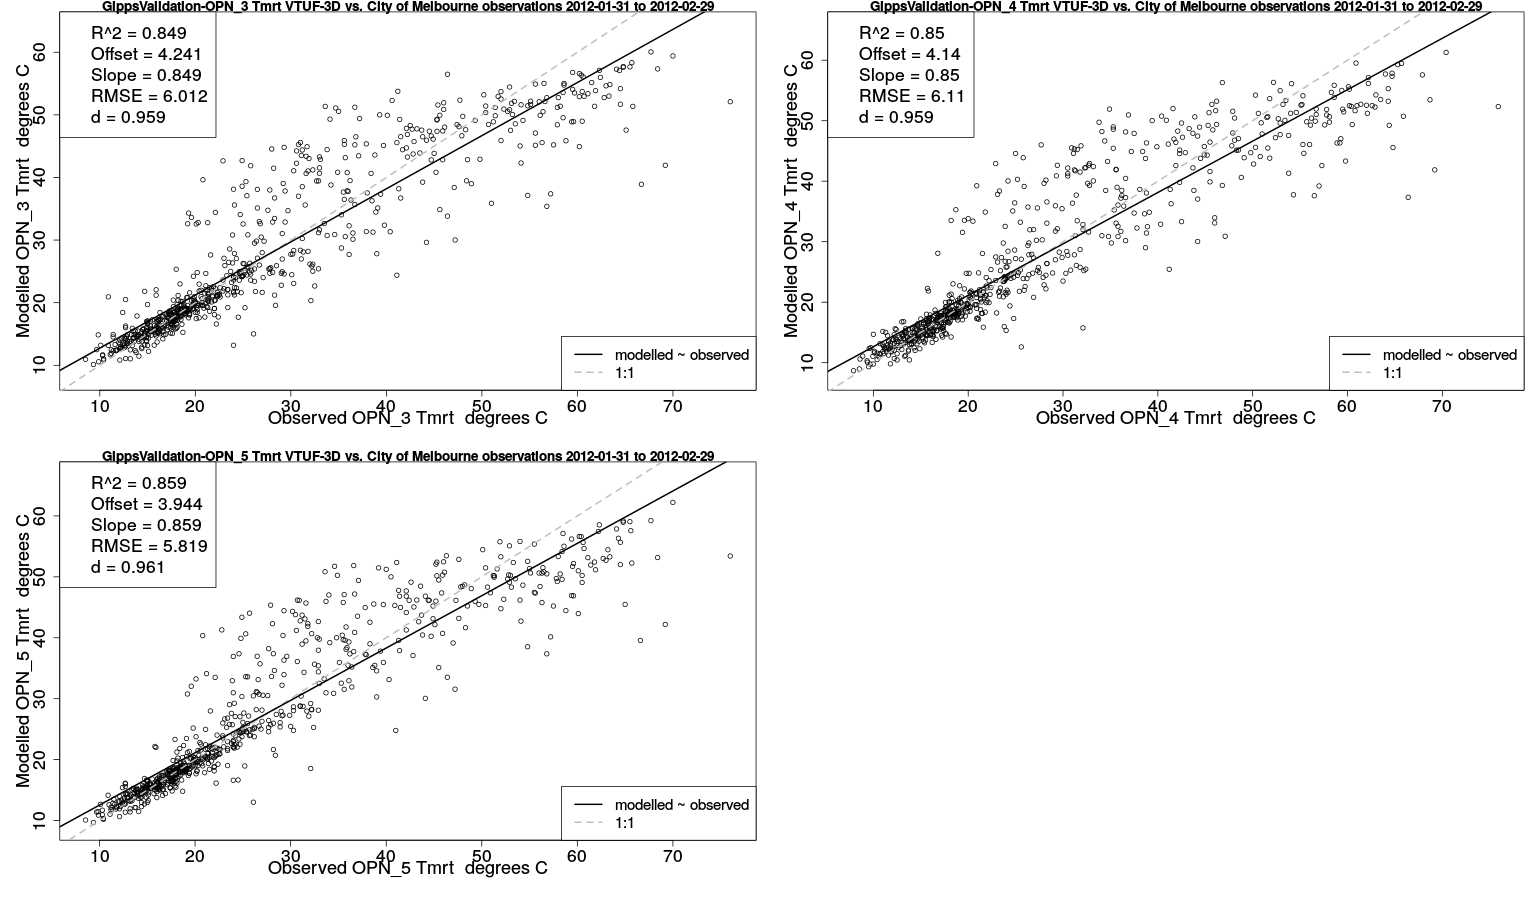 GippsValidation-OPN_3 Tmrt VTUF-3D vs. City of Melbourne observations 2012-01-31 to 2012-02-29
R^2 = 0.849
Offset = 4.241
Slope = 0.849
RMSE = 6.012
d = 0.959
Modelled OPN_3 Tmrt degrees C
10
20
30
40
50
60
modelled ~ observed
1:1
10 20 30 40 50 60 70
Observed OPN_3 Tmrt degrees C
GippsValidation-OPN_4 Tmrt VTUF-3D vs. City of Melbourne observations 2012-01-31 to 2012-02-29
R^2 = 0.85
Offset = 4.14
Slope = 0.85
RMSE = 6.11
d = 0.959
Modelled OPN_4 Tmrt degrees C
10
20
30
40
50
60
modelled ~ observed
1:1
10 20 30 40 50 60 70
Observed OPN_4 Tmrt degrees C
GippsValidation-OPN_5 Tmrt VTUF-3D vs. City of Melbourne observations 2012-01-31 to 2012-02-29
R^2 = 0.859
Offset = 3.944
Slope = 0.859
RMSE = 5.819
d = 0.961
Modelled OPN_5 Tmrt degrees C
10
20
30
40
50
60
modelled ~ observed
1:1
10 20 30 40 50 60 70
Observed OPN_5 Tmrt degrees C